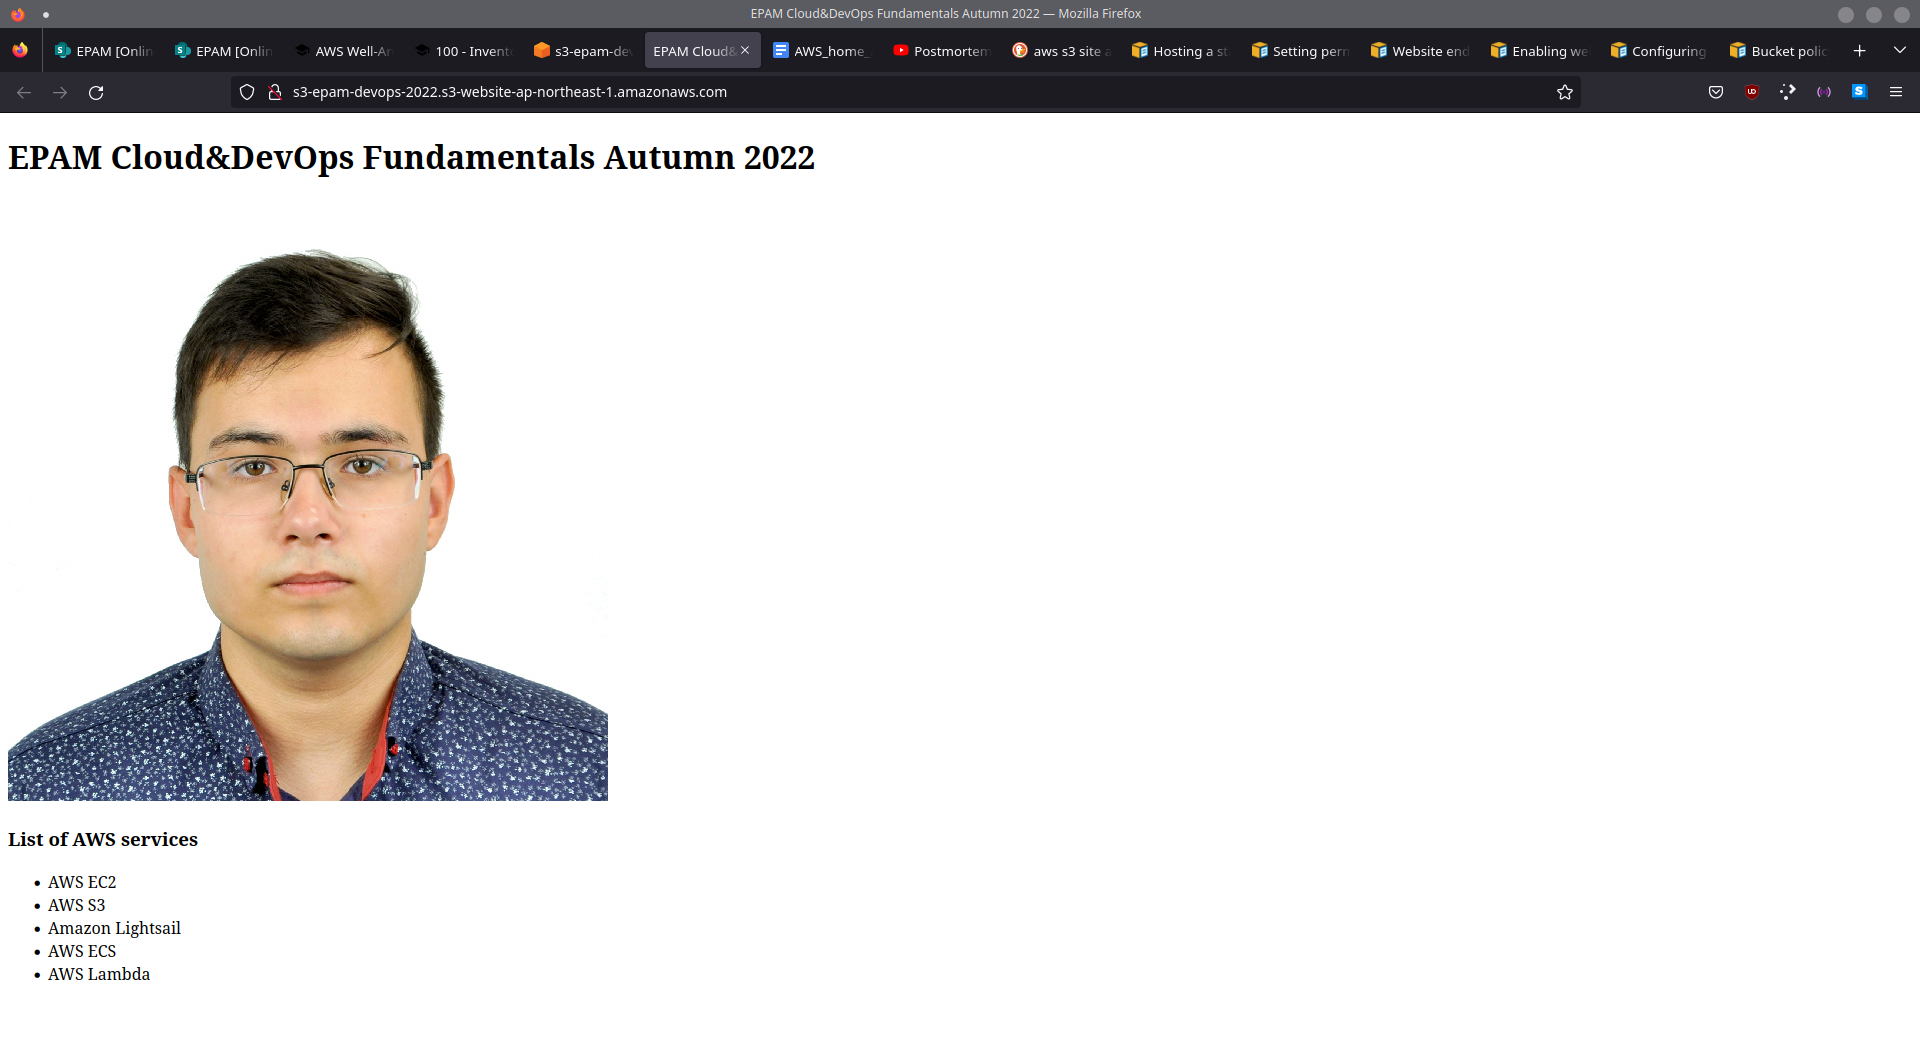 EPAM Cloud&DevOps Fundamentals Autumn 2022 — Mozilla Firefox
EPAM [Onlin
EPAM [Onlin
AWS Well-Ar
100 - Invent
s3-epam-dev
EPAM Cloud&
AWS_home_
Postmortem
aws s3 site a
Hosting a st
Setting perm
Website end
Enabling we
Configuring
Bucket polic
s3-epam-devops-2022.s3-website-ap-northeast-1.amazonaws.com
EPAM Cloud&DevOps Fundamentals Autumn 2022
List of AWS services
• AWS EC2
• AWS S3
• Amazon Lightsail
• AWS ECS
• AWS Lambda